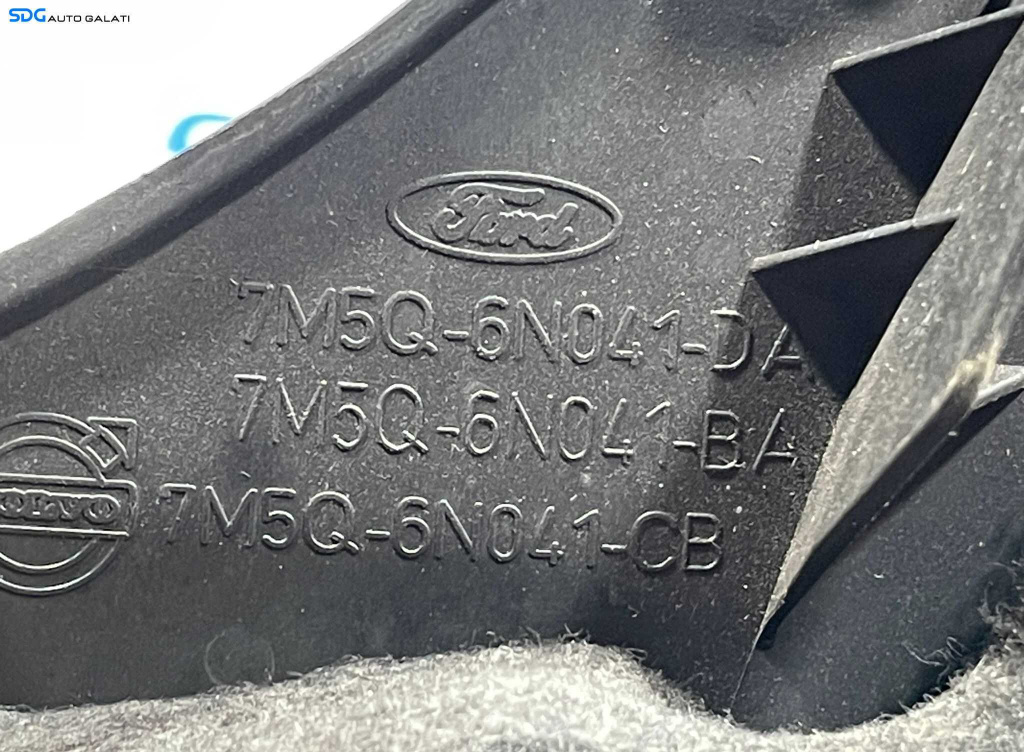 SDG AUTO GALATI
Ford
7M5Q-6N041-DA
7M5Q-6N041-BA
VOLVO
7M5Q-6N041-CB